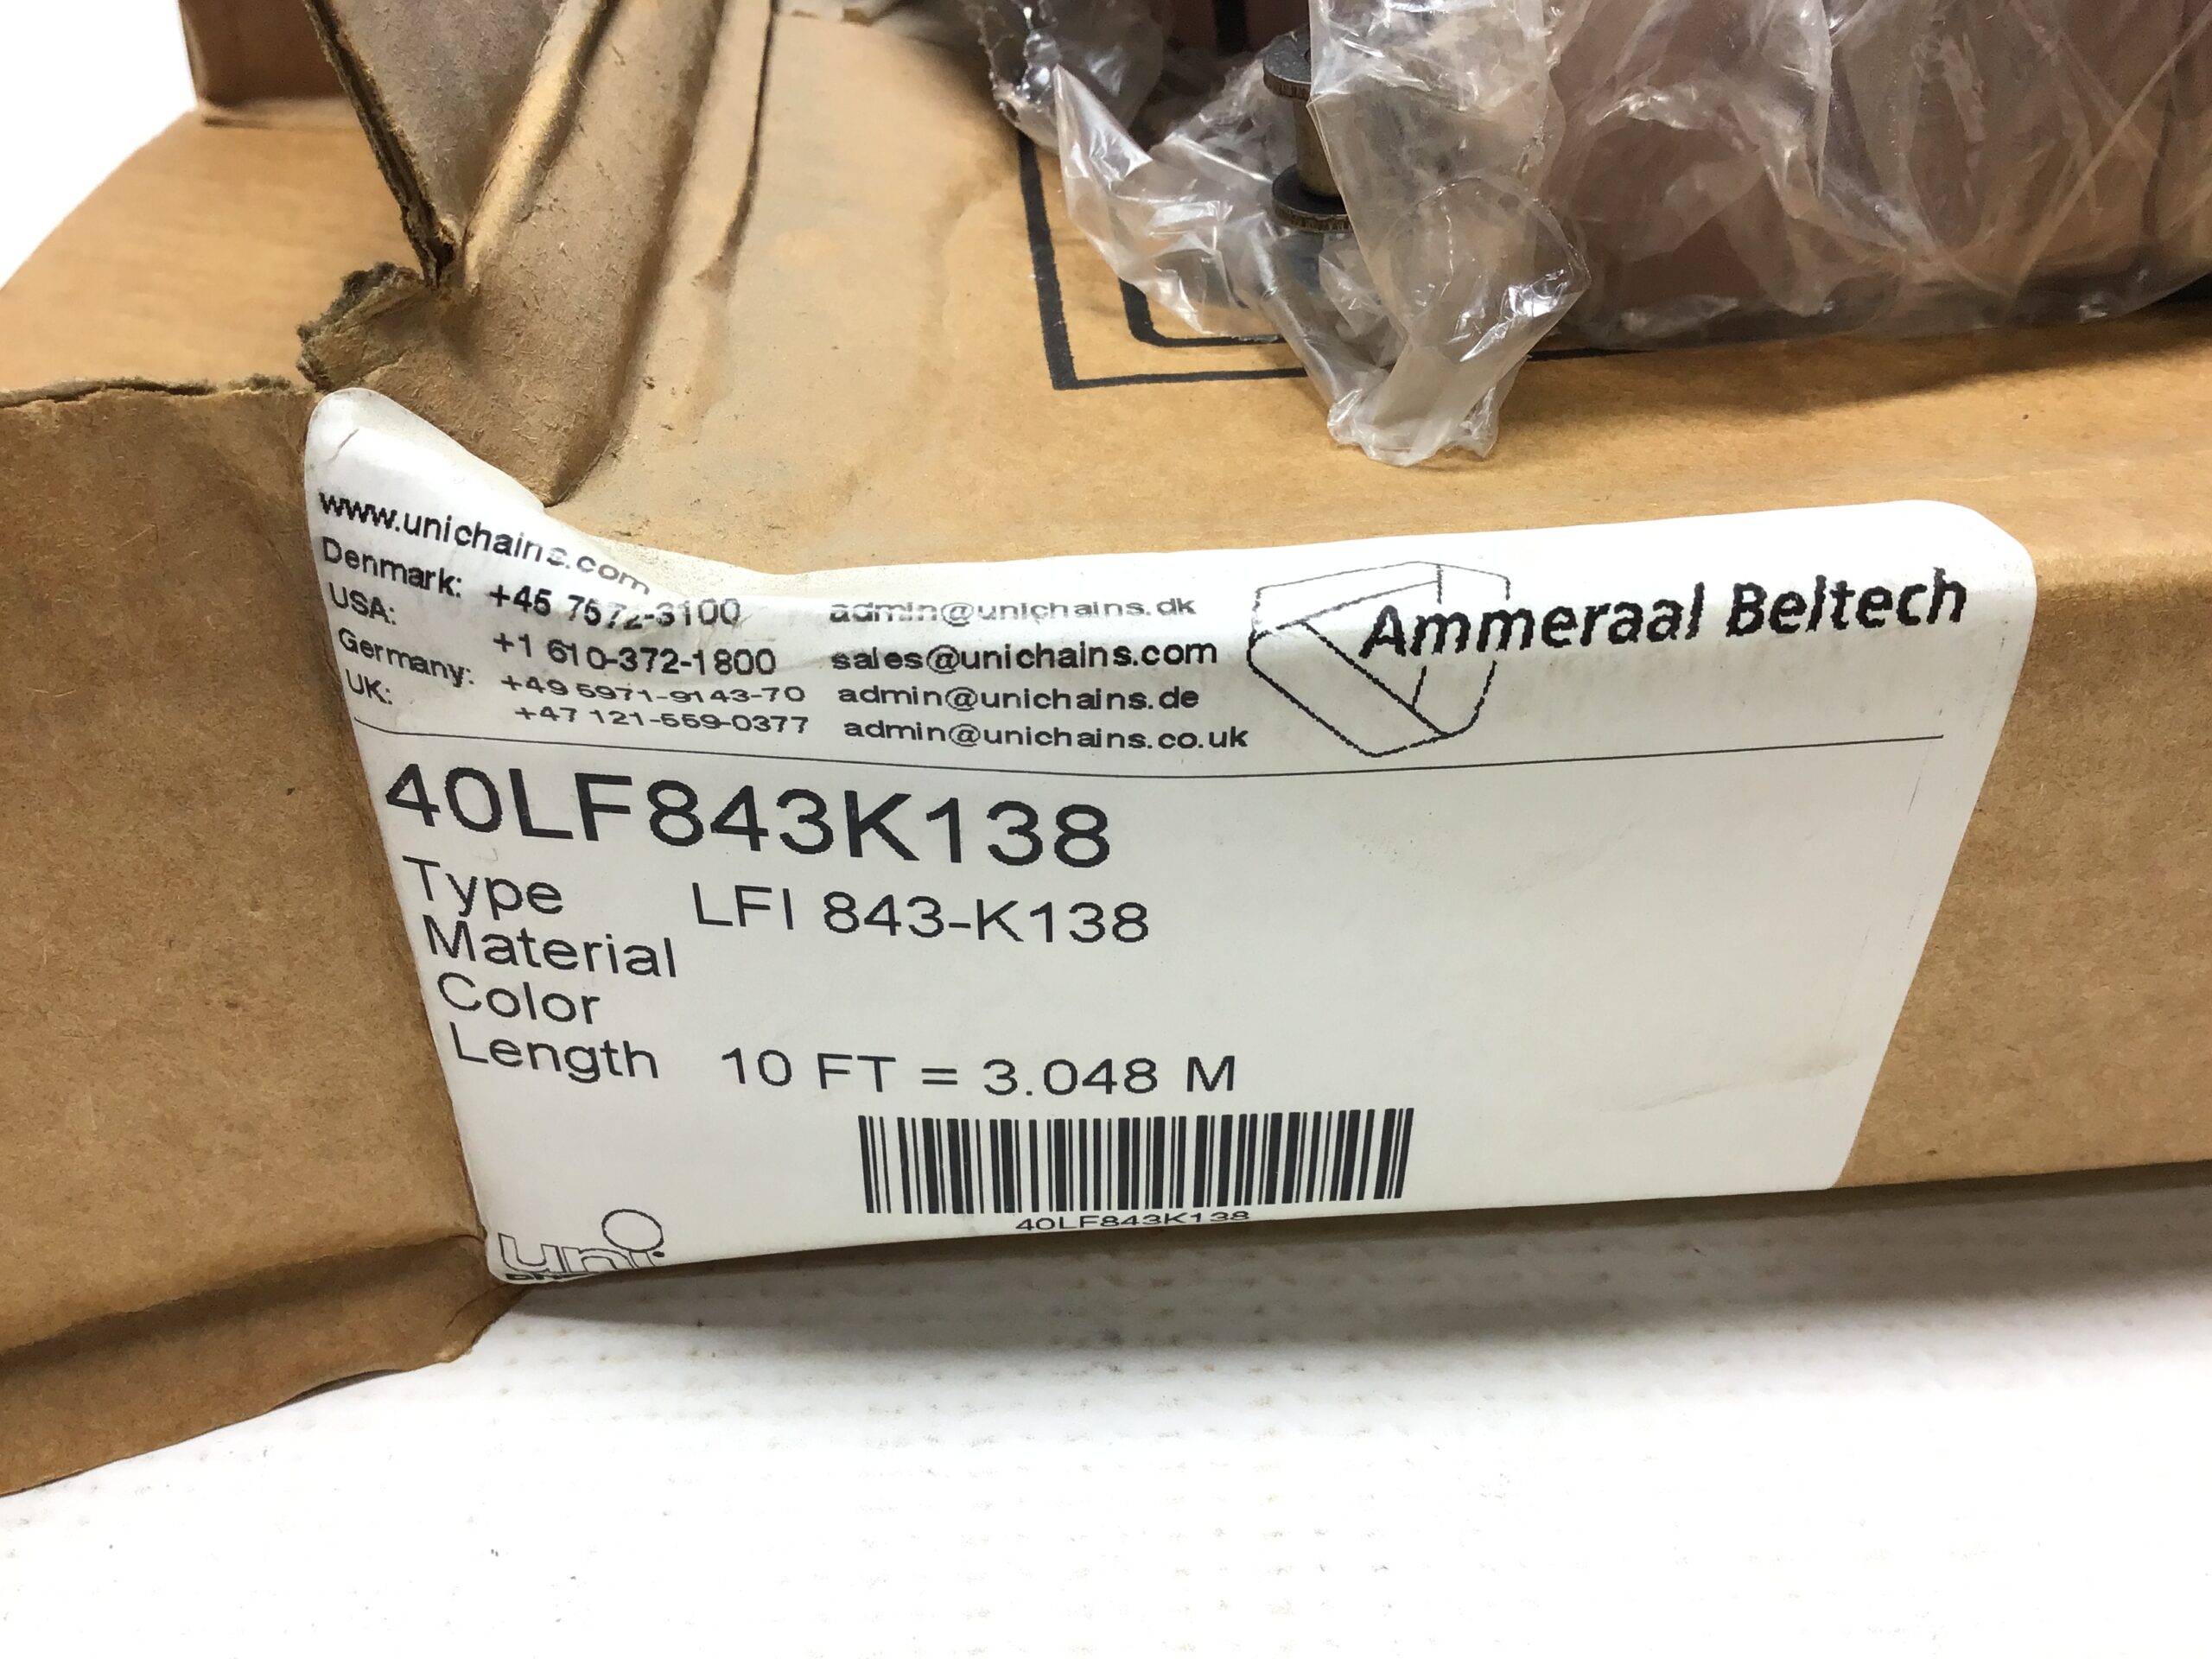 www.unichains.com
Denmark: +45 7572-3100 admin@unichains.dk
USA: +1 610-372-1800 sales@unichains.com
Germany: +49 5971-9143-70 admin@unichains.de
UK: +47 121-559-0377 admin@unichains.co.uk
Ammeraal Beltech
40LF843K138
Type LFI 843-K138
Material
Color
Length 10 FT = 3.048 M
40LF843K138
uni